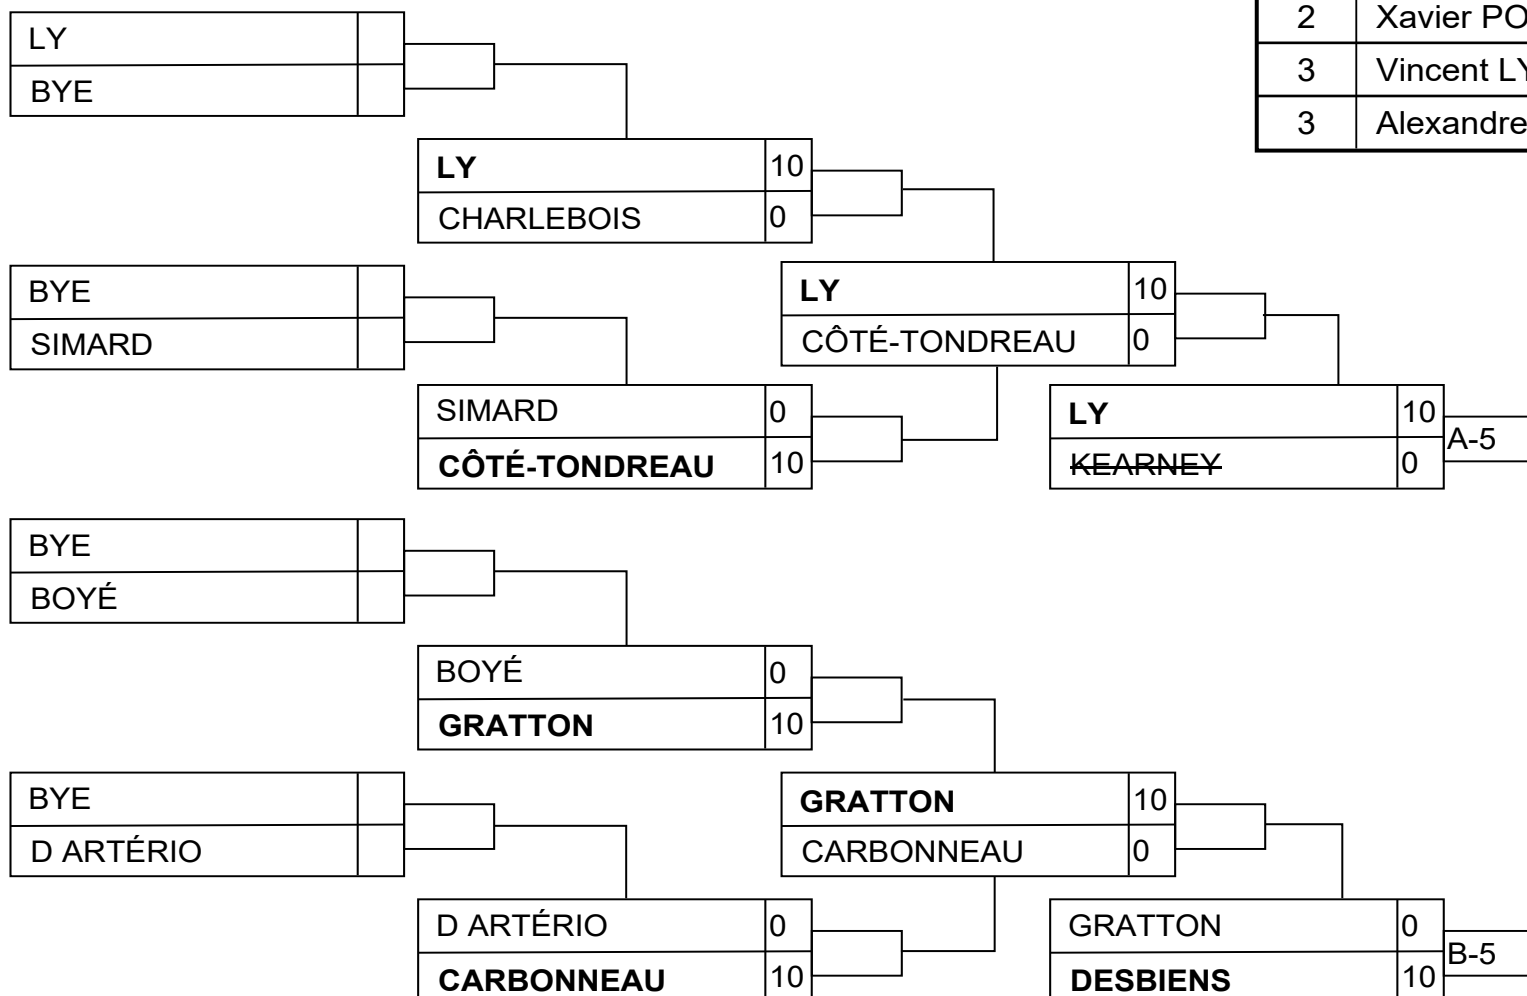 2 Xavier PO
LY
BYE
3 Vincent LY
3 Alexandre
LY 10
CHARLEBOIS 0
BYE
SIMARD
LY 10
CÔTÉ-TONDREAU 0
SIMARD 0
CÔTÉ-TONDREAU 10
LY 10
KEARNEY 0
A-5
BYE
BOYÉ
BOYÉ 0
GRATTON 10
BYE
D ARTÉRIO
GRATTON 10
CARBONNEAU 0
D ARTÉRIO 0
CARBONNEAU 10
GRATTON 0
DESBIENS 10
B-5